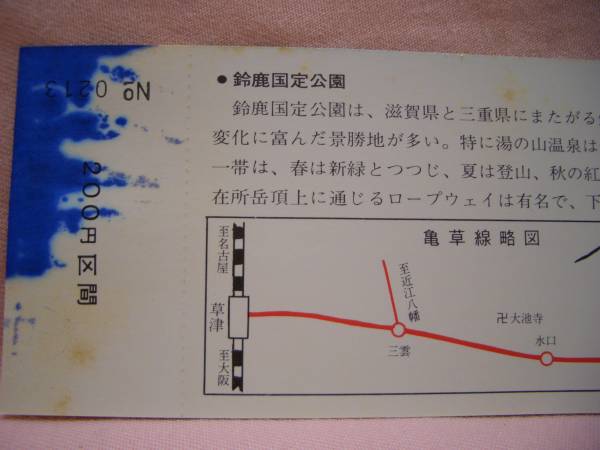 № 0213
200円区間
● 鈴鹿国定公園
鈴鹿国定公園は、滋賀県と三重県にまたがる
変化に富んだ景勝地が多い。特に湯の山温泉は
一帯は、春は新緑とつつじ、夏は登山、秋の紅
在所岳頂上に通じるロープウェイは有名で、下
亀草線略図
至名古屋
草津
至大阪
至近江八幡
三雲
卍大池寺
水口